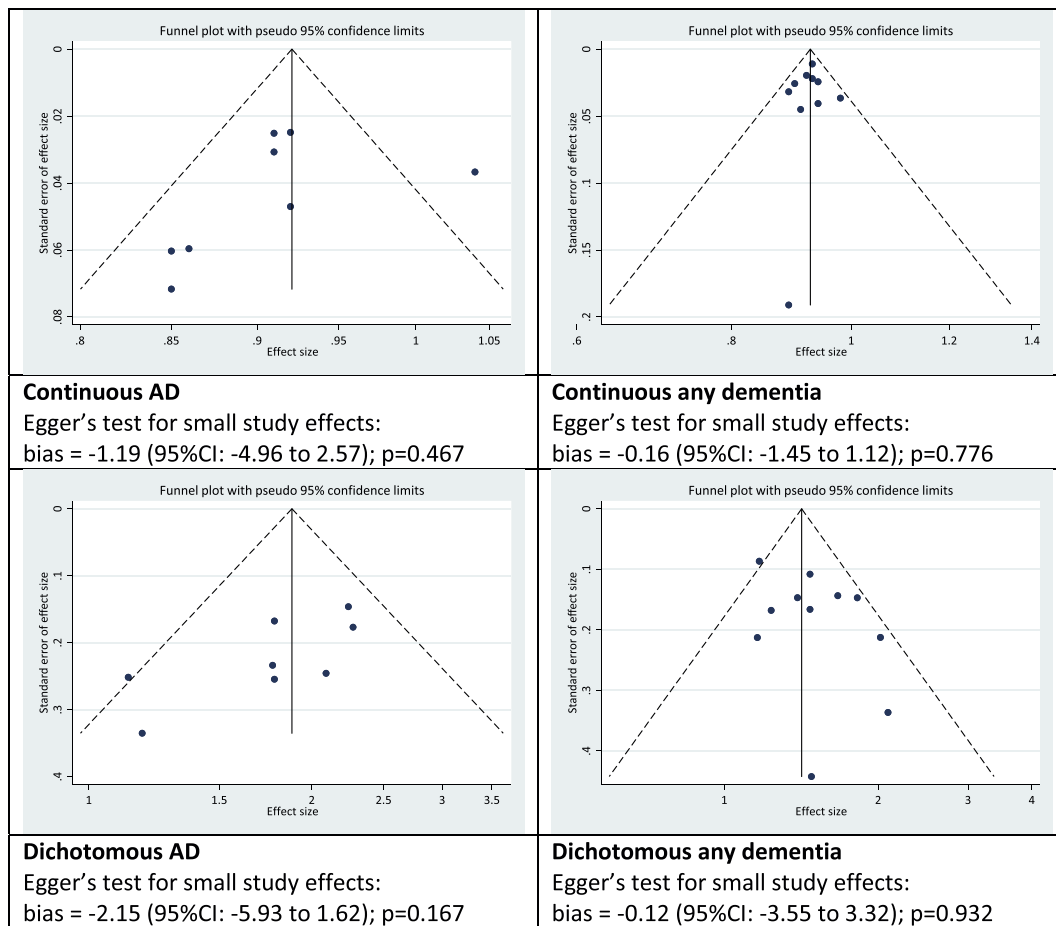 Funnel plot with pseudo 95% confidence limits
Standard error of effect size
0
.02
.04
.06
.08
.8
.85
.9
.95
1
1.05
Effect size
Continuous AD
Egger's test for small study effects:
bias = -1.19 (95%CI: -4.96 to 2.57); p=0.467
Funnel plot with pseudo 95% confidence limits
Standard error of effect size
0
.05
.1
.15
.2
.6
.8
1
1.2
1.4
Effect size
Continuous any dementia
Egger's test for small study effects:
bias = -0.16 (95%CI: -1.45 to 1.12); p=0.776
Funnel plot with pseudo 95% confidence limits
Standard error of effect size
0
.1
.2
.3
.4
1
1.5
2
2.5
3
3.5
Effect size
Dichotomous AD
Egger's test for small study effects:
bias = -2.15 (95%CI: -5.93 to 1.62); p=0.167
Funnel plot with pseudo 95% confidence limits
Standard error of effect size
0
.1
.2
.3
.4
1
2
3
4
Effect size
Dichotomous any dementia
Egger's test for small study effects:
bias = -0.12 (95%CI: -3.55 to 3.32); p=0.932